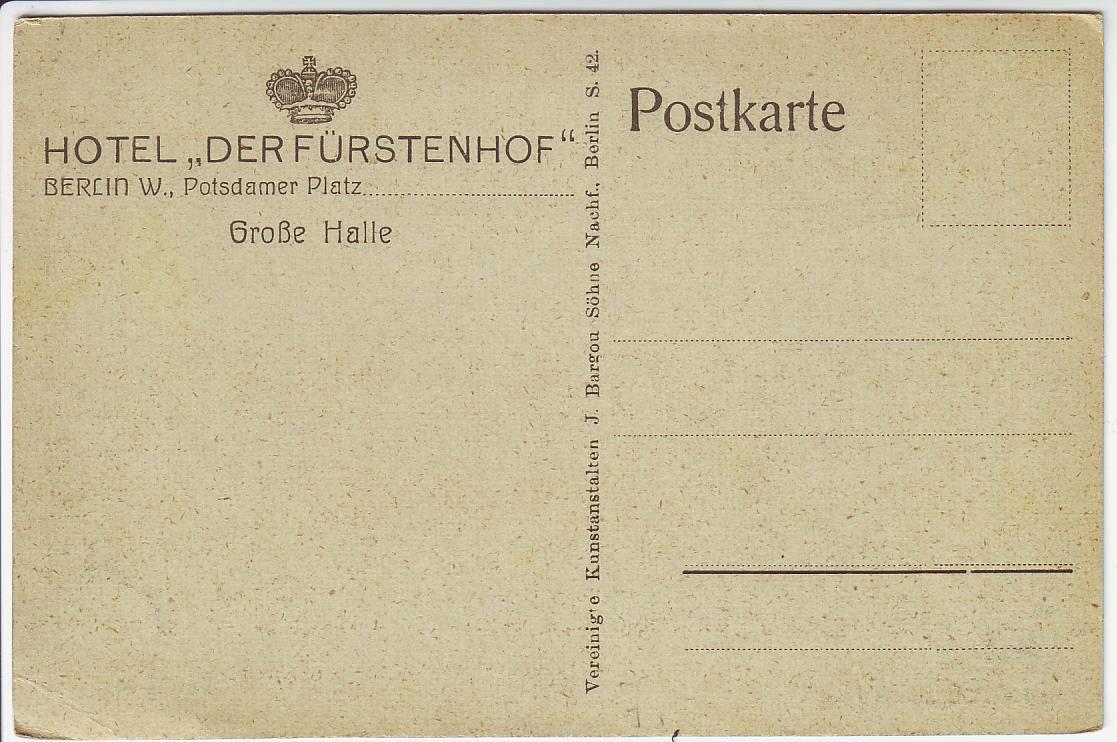 HOTEL „DER FÜRSTENHOF“
BERLIN W., Potsdamer Platz
Große Halle
Vereinigte Kunstanstalten J. Bargou Söhne Nachf., Berlin S. 42.
Postkarte